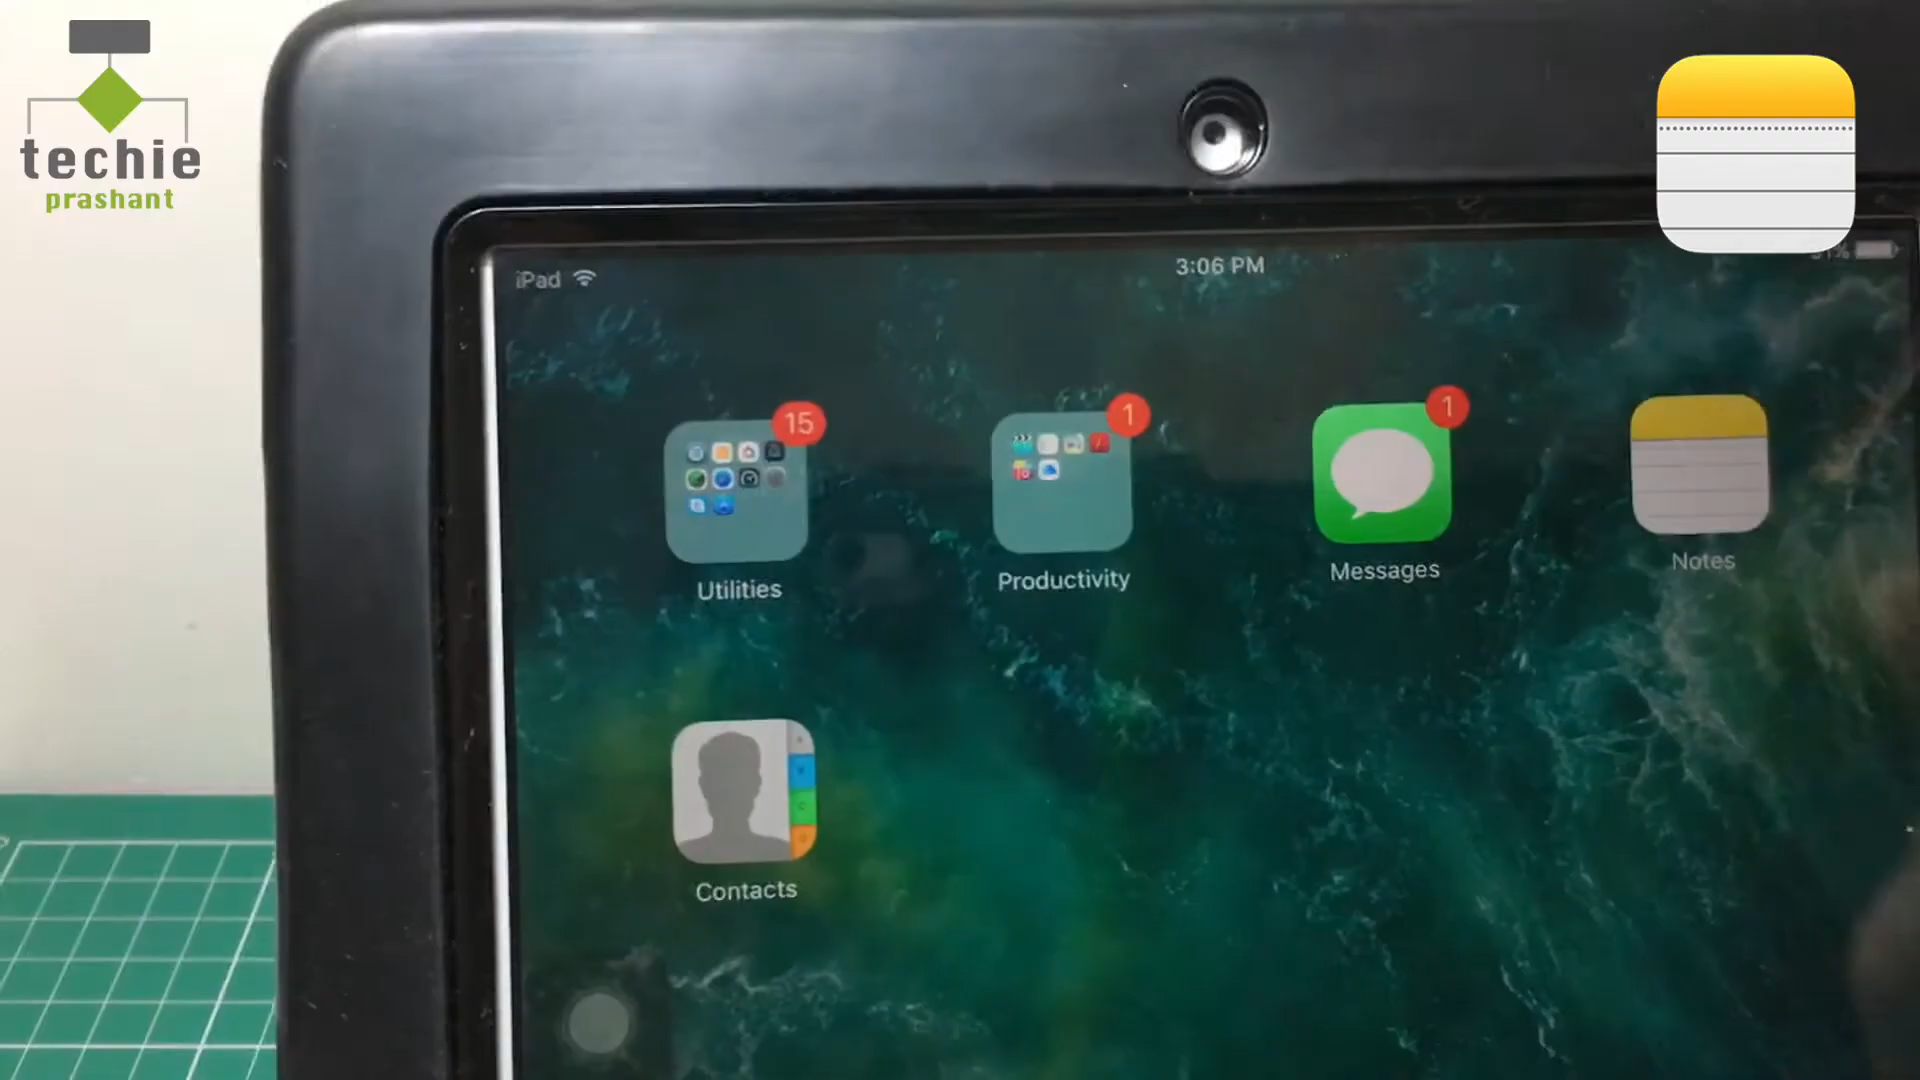 techie
prashant
iPad
3:06 PM
15
1
1
Utilities
Productivity
Messages
Notes
Contacts